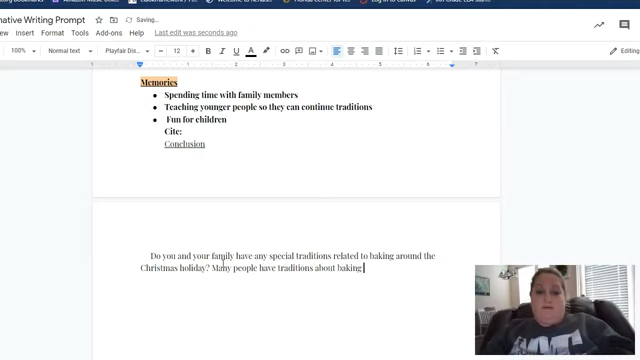 native Writing Prompt
Saving...
Insert Format Tools Add-ons Help Last edit was seconds ago
100% Normal text Playfair Dis... 12 Editing
Memories
● Spending time with family members
● Teaching younger people so they can continue traditions
● Fun for children
Cite:
Conclusion
Do you and your family have any special traditions related to baking around the
Christmas holiday? Many people have traditions about baking